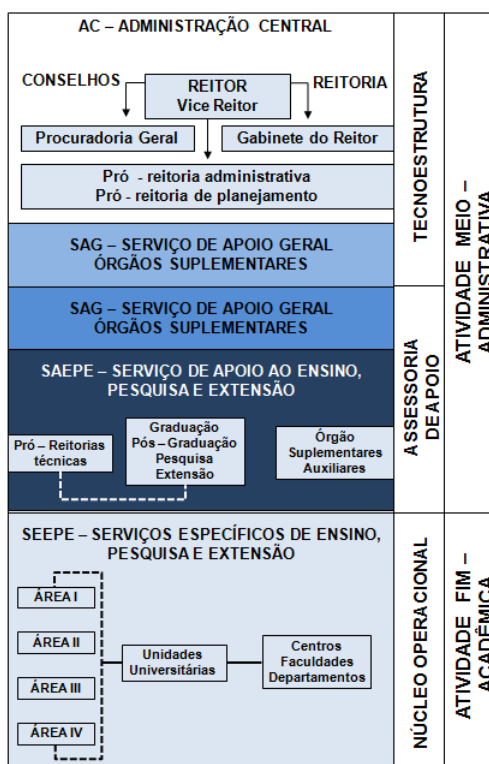 AC – ADMINISTRAÇÃO CENTRAL
CONSELHOS
REITOR
Vice Reitor
REITORIA
Procuradoria Geral
Gabinete do Reitor
Pró - reitoria administrativa
Pró - reitoria de planejamento
SAG – SERVIÇO DE APOIO GERAL
ÓRGÃOS SUPLEMENTARES
SAG – SERVIÇO DE APOIO GERAL
ÓRGÃOS SUPLEMENTARES
SAEPE – SERVIÇO DE APOIO AO ENSINO,
PESQUISA E EXTENSÃO
Pró – Reitorias
técnicas
Graduação
Pós – Graduação
Pesquisa
Extensão
Órgão
Suplementares
Auxiliares
SEEPE – SERVIÇOS ESPECÍFICOS DE ENSINO,
PESQUISA E EXTENSÃO
ÁREA I
ÁREA II
ÁREA III
ÁREA IV
Unidades
Universitárias
Centros
Faculdades
Departamentos
TECNOESTRUTURA
ASSESSORIA
DE APOIO
NÚCLEO OPERACIONAL
ATIVIDADE MEIO –
ADMINISTRATIVA
ATIVIDADE FIM –
ACADÊMICA